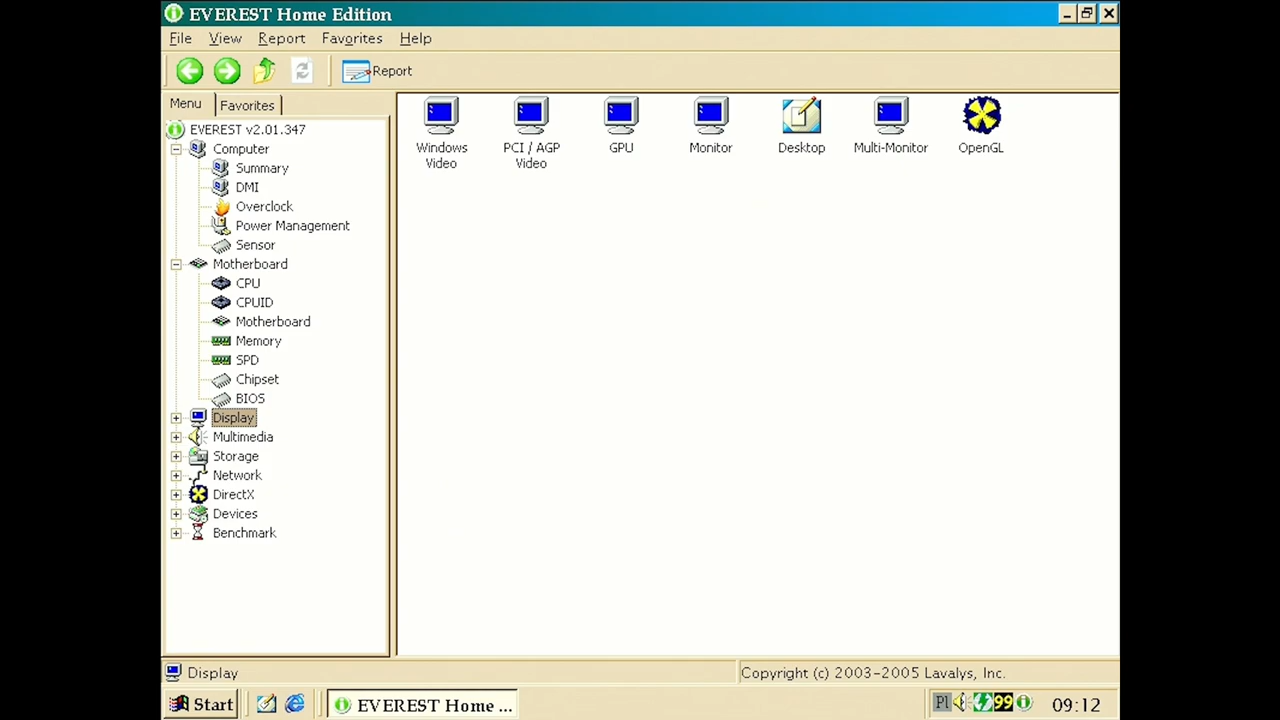 EVEREST Home Edition
File View Report Favorites Help
Report
Menu Favorites
EVEREST v2.01.347
Computer
Summary
DMI
Overclock
Power Management
Sensor
Motherboard
CPU
CPUID
Motherboard
Memory
SPD
Chipset
BIOS
Display
Multimedia
Storage
Network
DirectX
Devices
Benchmark
Windows Video
PCI / AGP Video
GPU
Monitor
Desktop
Multi-Monitor
OpenGL
Display
Copyright (c) 2003-2005 Lavalys, Inc.
Start EVEREST Home ... Pl 99 09:12